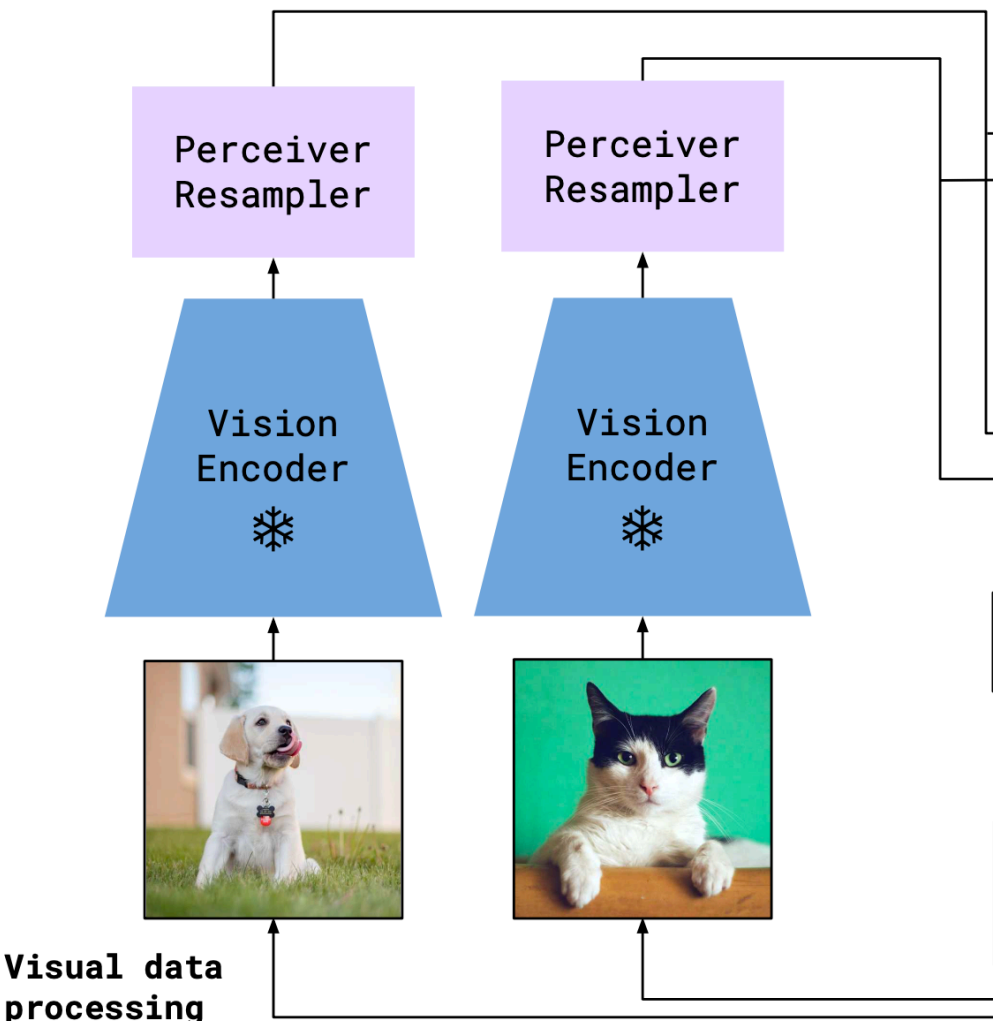 Perceiver
Resampler
Perceiver
Resampler
Vision
Encoder
Vision
Encoder
Visual data
processing